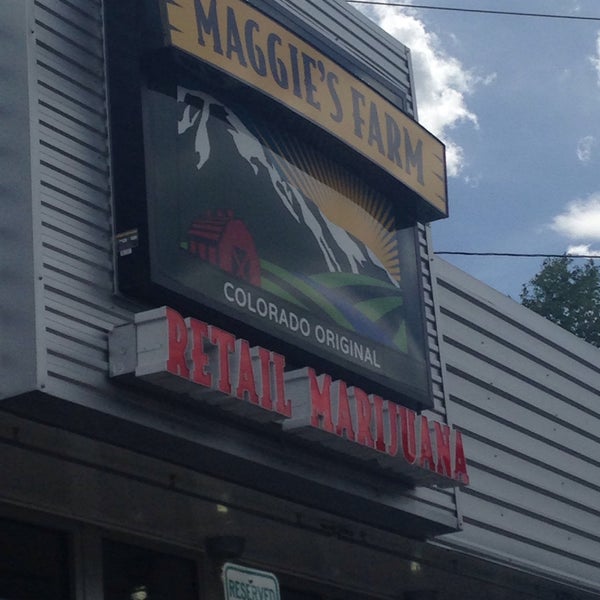 MAGGIE'S FARM
COLORADO ORIGINAL
RETAIL MARIJUANA
RESERVED